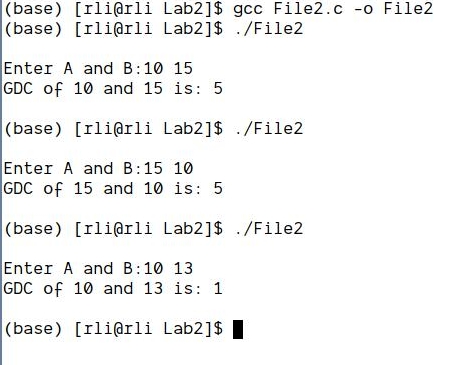 (base) [rli@rli Lab2]$ gcc File2.c -o File2
(base) [rli@rli Lab2]$ ./File2
Enter A and B:10 15
GDC of 10 and 15 is: 5
(base) [rli@rli Lab2]$ ./File2
Enter A and B:15 10
GDC of 15 and 10 is: 5
(base) [rli@rli Lab2]$ ./File2
Enter A and B:10 13
GDC of 10 and 13 is: 1
(base) [rli@rli Lab2]$